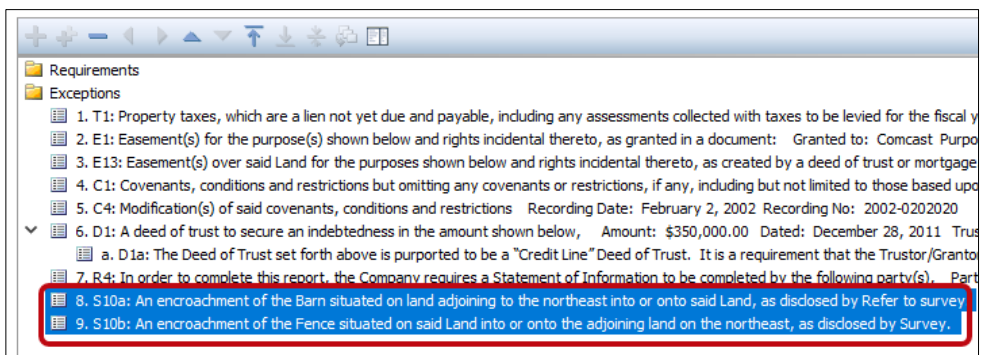 Requirements
Exceptions
1. T1: Property taxes, which are a lien not yet due and payable, including any assessments collected with taxes to be levied for the fiscal y
2. E1: Easement(s) for the purpose(s) shown below and rights incidental thereto, as granted in a document: Granted to: Comcast Purpo
3. E13: Easement(s) over said Land for the purposes shown below and rights incidental thereto, as created by a deed of trust or mortgage
4. C1: Covenants, conditions and restrictions but omitting any covenants or restrictions, if any, including but not limited to those based upo
5. C4: Modification(s) of said covenants, conditions and restrictions Recording Date: February 2, 2002 Recording No: 2002-0202020
6. D1: A deed of trust to secure an indebtedness in the amount shown below, Amount: $350,000.00 Dated: December 28, 2011 Trus
a. D1a: The Deed of Trust set forth above is purported to be a "Credit Line" Deed of Trust. It is a requirement that the Trustor/Granto
7. R4: In order to complete this report, the Company requires a Statement of Information to be completed by the following party(s), Part
8. S10a: An encroachment of the Barn situated on land adjoining to the northeast into or onto said Land, as disclosed by Refer to survey
9. S10b: An encroachment of the Fence situated on said Land into or onto the adjoining land on the northeast, as disclosed by Survey.